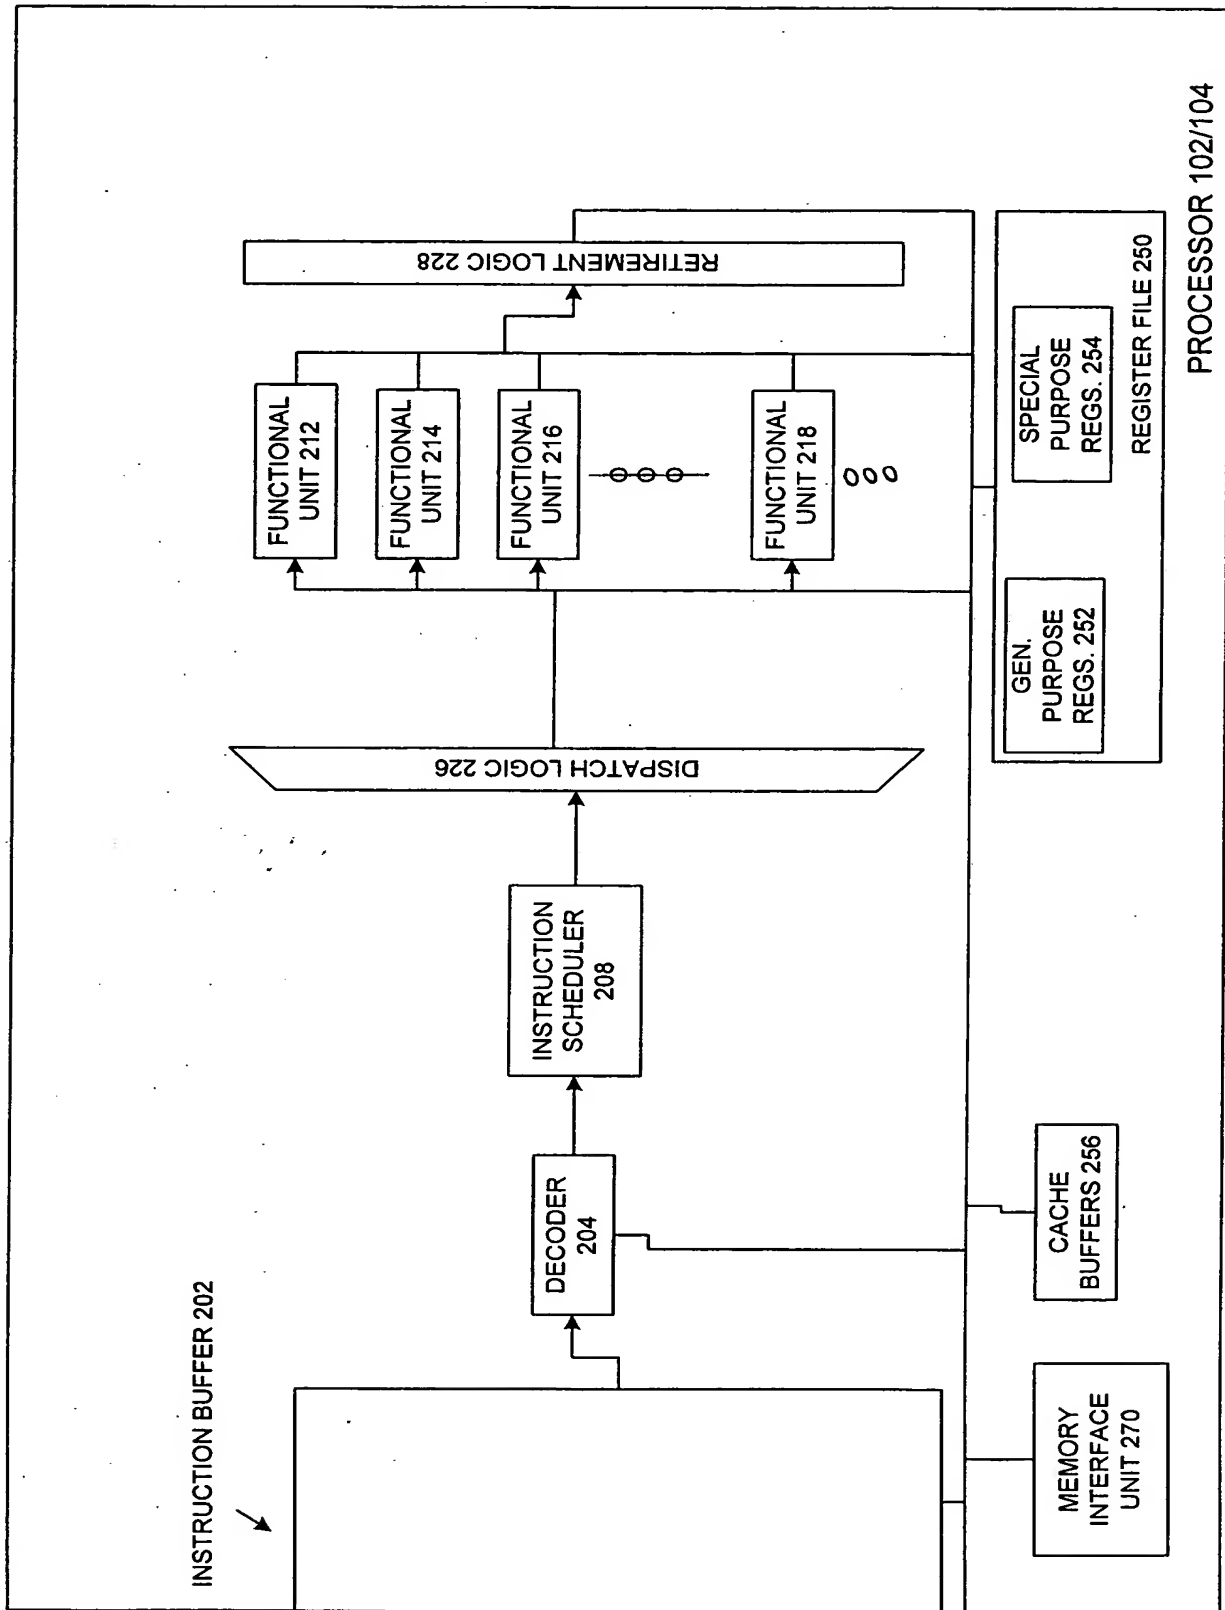 INSTRUCTION BUFFER 202
DECODER
204
INSTRUCTION
SCHEDULER
208
DISPATCH LOGIC 226
FUNCTIONAL
UNIT 212
FUNCTIONAL
UNIT 214
FUNCTIONAL
UNIT 216
FUNCTIONAL
UNIT 218
RETIREMENT LOGIC 228
MEMORY
INTERFACE
UNIT 270
CACHE
BUFFERS 256
GEN.
PURPOSE
REGS. 252
SPECIAL
PURPOSE
REGS. 254
REGISTER FILE 250
PROCESSOR 102/104